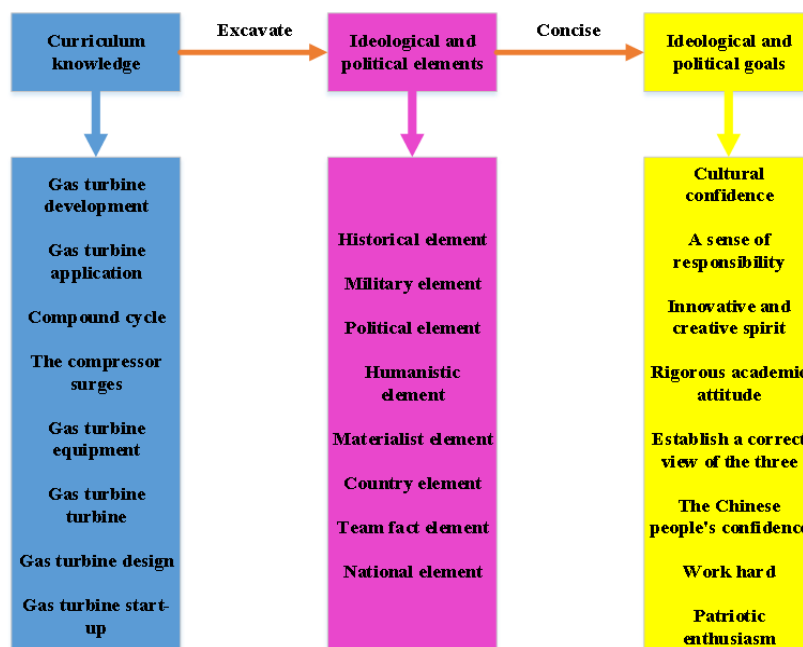 Curriculum
knowledge
Excavate
Ideological and
political elements
Concise
Ideological and
political goals
Gas turbine
development
Gas turbine
application
Compound cycle
The compressor
surges
Gas turbine
equipment
Gas turbine
turbine
Gas turbine design
Gas turbine start-
up
Historical element
Military element
Political element
Humanistic
element
Materialist element
Country element
Team fact element
National element
Cultural
confidence
A sense of
responsibility
Innovative and
creative spirit
Rigorous academic
attitude
Establish a correct
view of the three
The Chinese
people's confidence
Work hard
Patriotic
enthusiasm